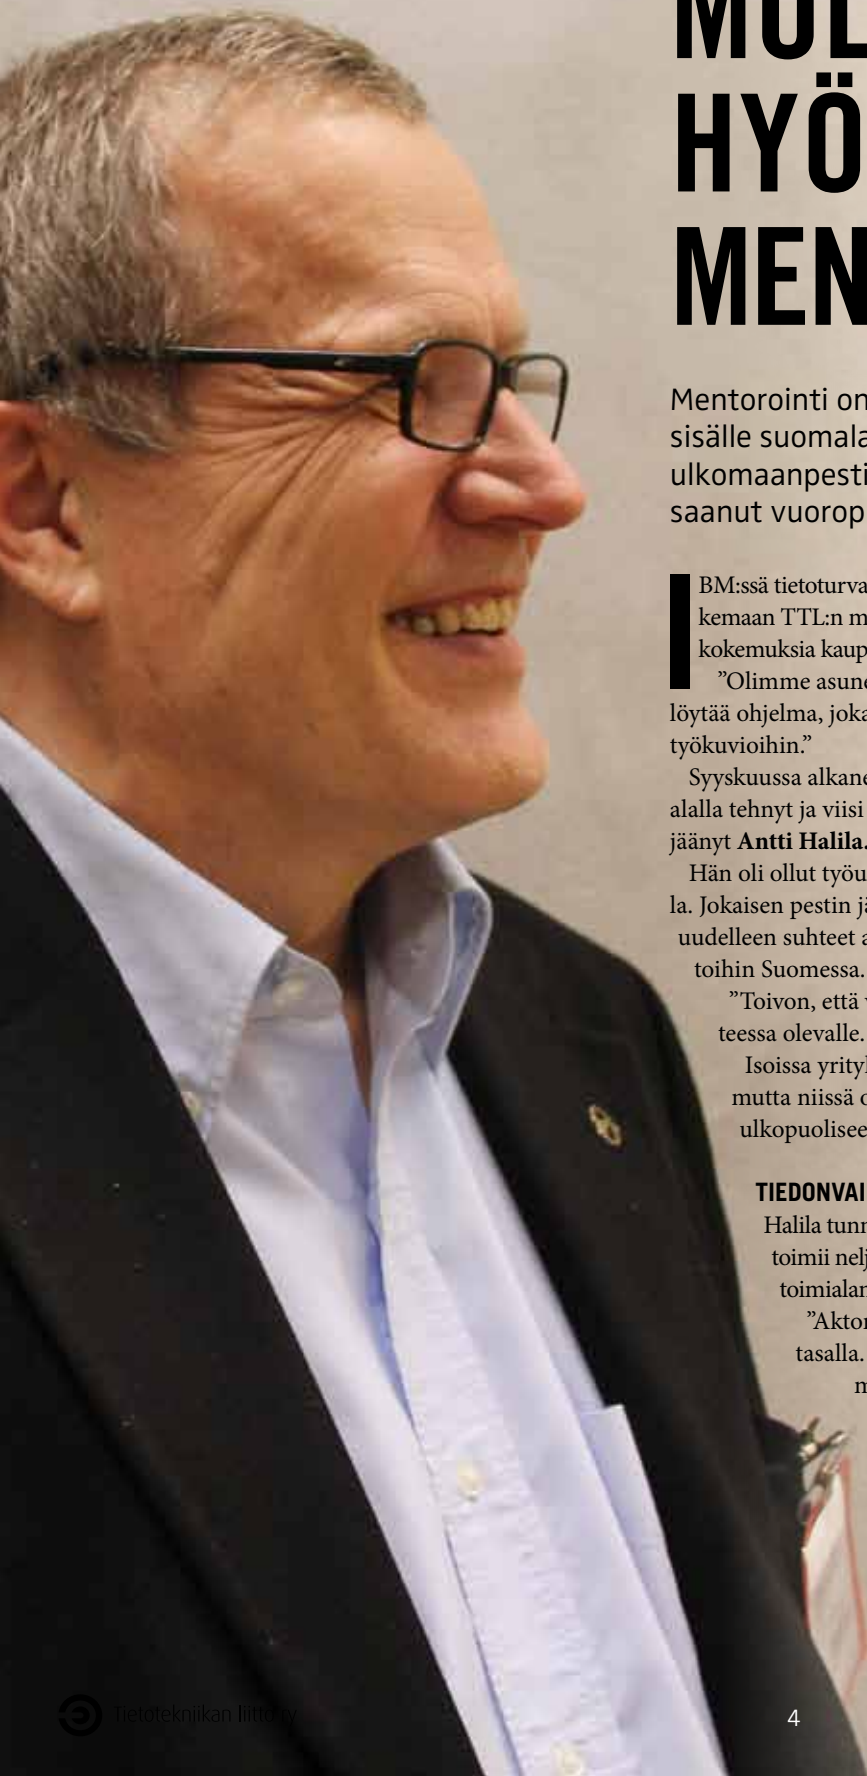 MUL
HYÖ
MEN
Mentorointi on
sisälle suomala
ulkomaanpesti
saanut vuorop
IBM:ssä tietoturva
kemaan TTL:n m
kokemuksia kaup
”Olimme asune
löytää ohjelma, joka
työkuvioihin.”
Syyskuussa alkane
alalla tehnyt ja viisi
jäänyt Antti Halila.
Hän oli ollut työu
la. Jokaisen pestin jä
uudelleen suhteet a
toihin Suomessa.
”Toivon, että v
teessa olevalle.
Isoissa yrityk
mutta niissä o
ulkopuolisee
TIEDONVAI
Halila tunn
toimii nelj
toimialan
”Aktor
tasalla.
m
Tietotekniikan liitto ry
4